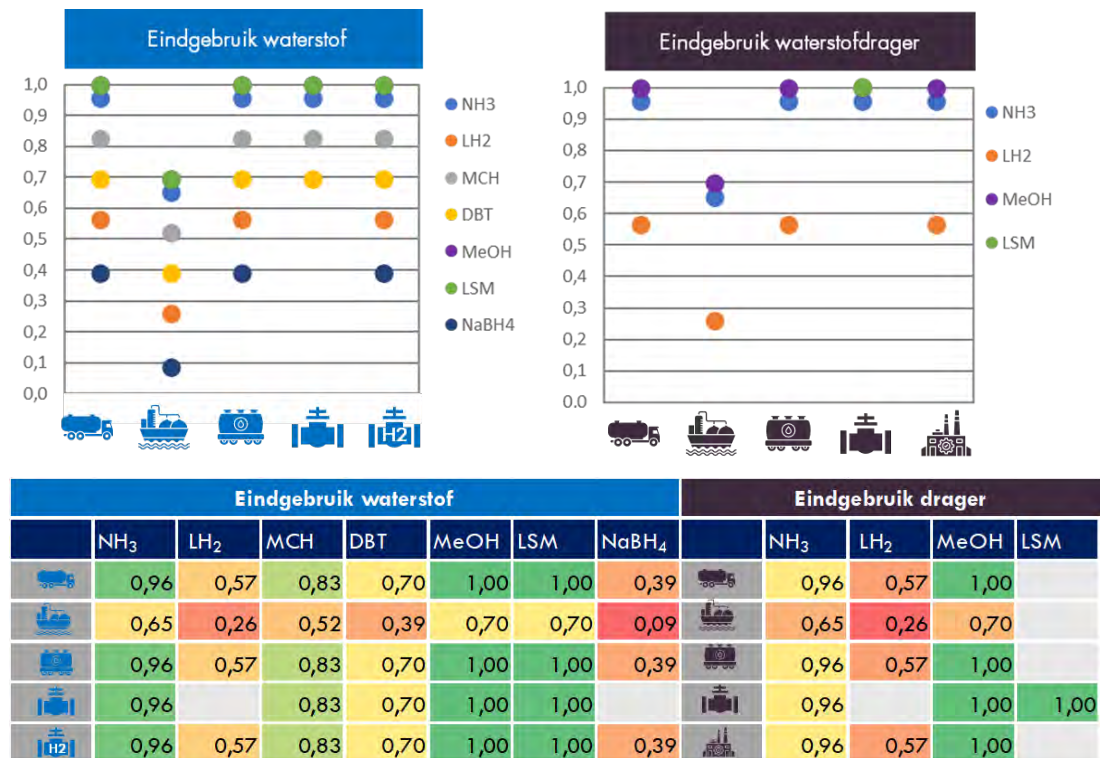 Eindgebruik waterstof
1,0
0,9
0,8
0,7
0,6
0,5
0,4
0,3
0,2
0,1
0,0
NH3
LH2
MCH
DBT
MeOH
LSM
NaBH4
H2
Eindgebruik waterstofdrager
1.0
0,9
0,8
0,7
0,6
0,5
0,4
0,3
0,2
0,1
0.0
NH3
LH2
MeOH
LSM
Eindgebruik waterstof Eindgebruik drager
NH₃ LH₂ MCH DBT MeOH LSM NaBH₄ NH₃ LH₂ MeOH LSM
0,96 0,57 0,83 0,70 1,00 1,00 0,39 0,96 0,57 1,00
0,65 0,26 0,52 0,39 0,70 0,70 0,09 0,65 0,26 0,70
0,96 0,57 0,83 0,70 1,00 1,00 0,39 0,96 0,57 1,00
0,96 0,83 0,70 1,00 1,00 0,96 1,00 1,00
H2 0,96 0,57 0,83 0,70 1,00 1,00 0,39 0,96 0,57 1,00